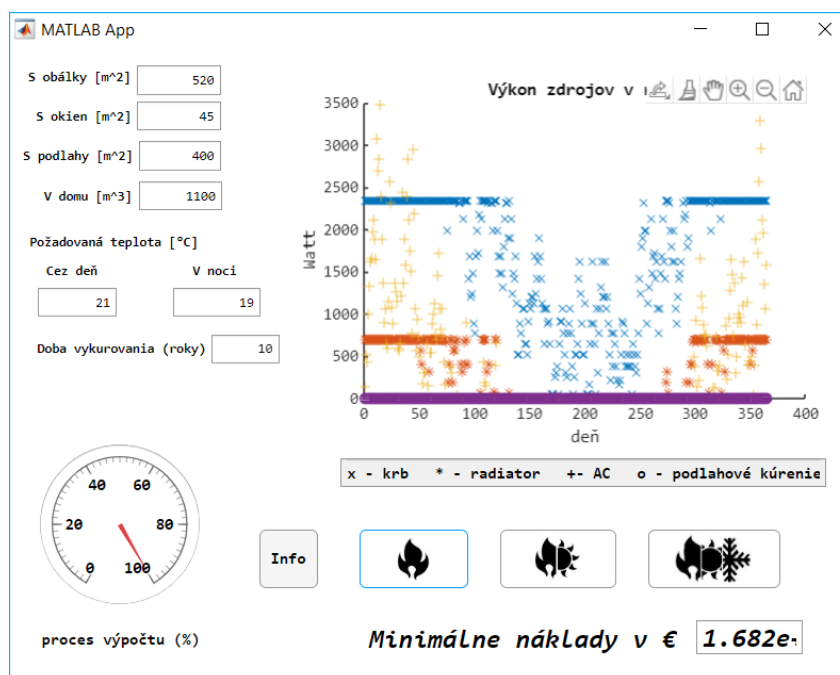 MATLAB App
S obálky [m^2] 520
S okien [m^2] 45
S podlahy [m^2] 400
V domu [m^3] 1100
Požadovaná teplota [°C]
Cez deň V noci
21 19
Doba vykurovania (roky) 10
Výkon zdrojov v
3500
3000
2500
2000
1500
1000
500
0
Watt
0 50 100 150 200 250 300 350 400
deň
x - krb * - radiator +- AC o - podlahové kúrenie
0 20 40 60 80 100
proces výpočtu (%)
Info
Minimálne náklady v € 1.682e-